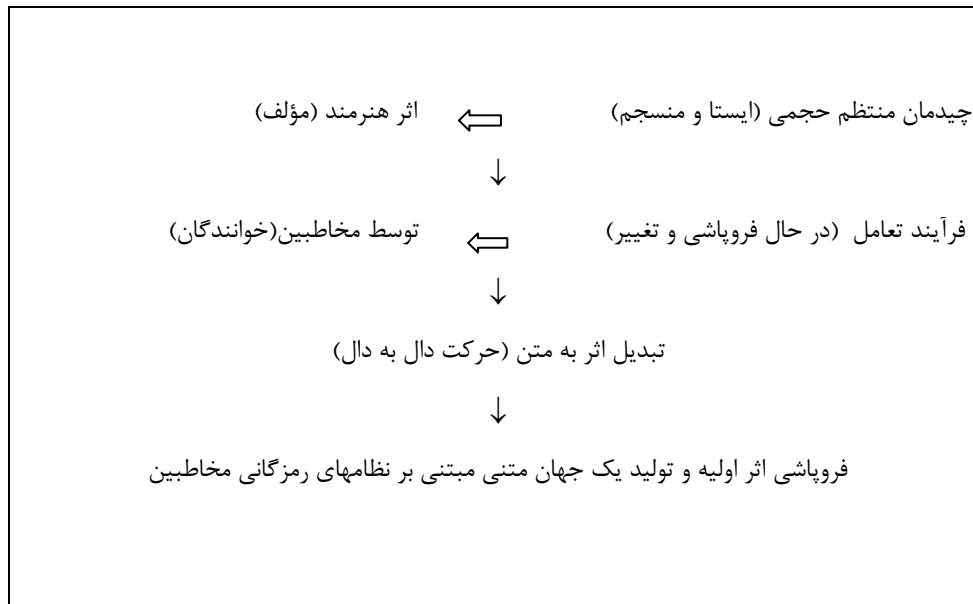 چیدمان منتظم حجمی (ایستا و منسجم) ⇦ اثر هنرمند (مؤلف)
↓
فرآیند تعامل (در حال فروپاشی و تغییر) ⇦ توسط مخاطبین(خوانندگان)
↓
تبدیل اثر به متن (حرکت دال به دال)
↓
فروپاشی اثر اولیه و تولید یک جهان متنی مبتنی بر نظامهای رمزگانی مخاطبین